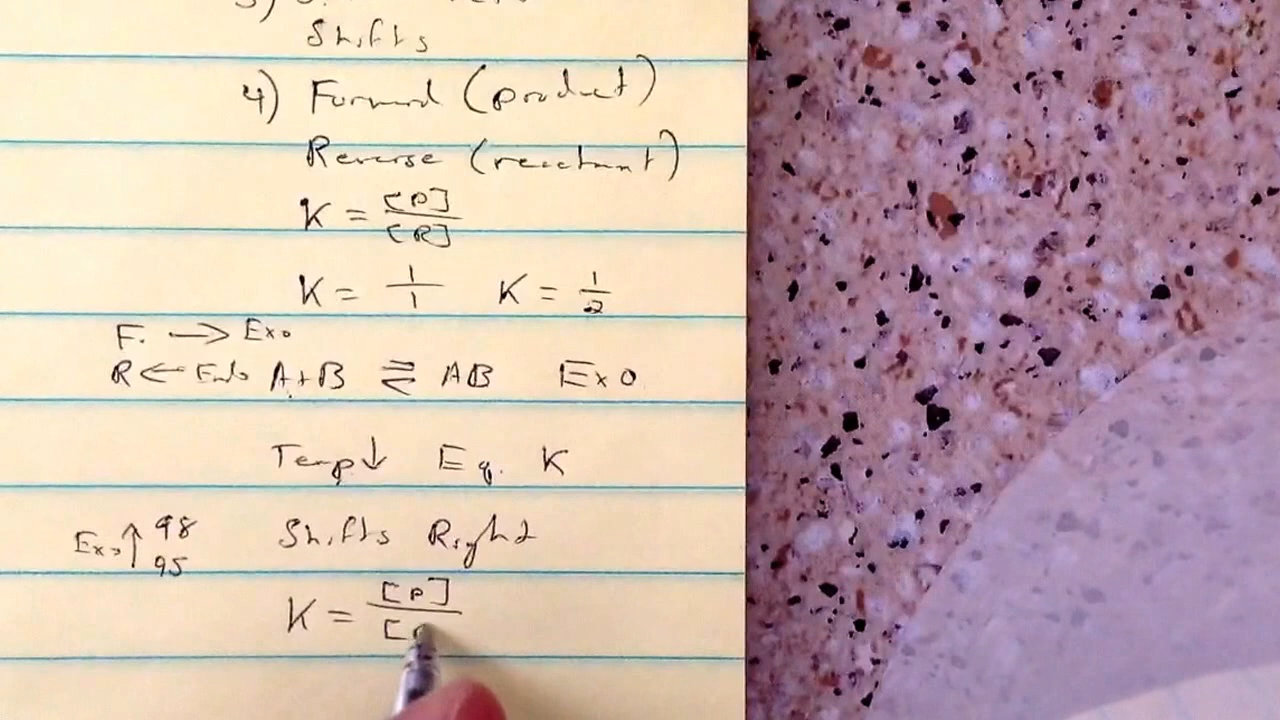 Shifts
4) Forward (product)
Reverse (reactant)
K = [P] / [R]
K = 1/1 K = 1/2
F. → Exo
R ← Endo A+B ⇌ AB Exo
Temp↓ Eq. K
Exo ↑ 98 95 Shifts Right
K = [P] / [